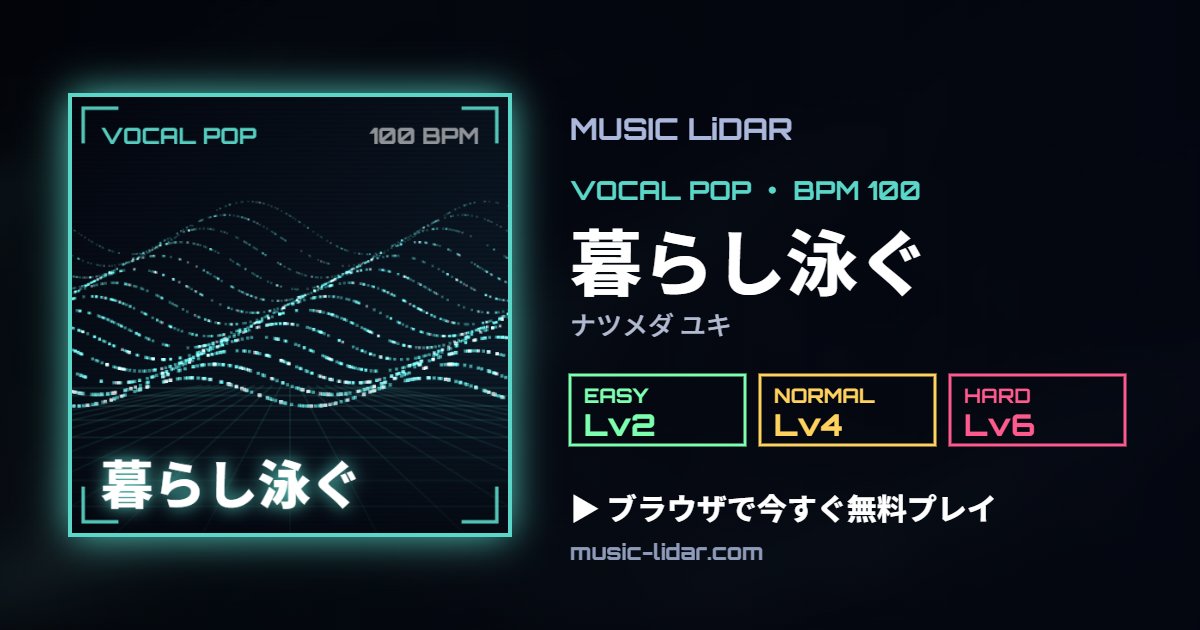 VOCAL POP
100 BPM
暮らし泳ぐ
MUSIC LiDAR
VOCAL POP • BPM 100
暮らし泳ぐ
ナツメダ ユキ
EASY
Lv2
NORMAL
Lv4
HARD
Lv6
▶ ブラウザで今すぐ無料プレイ
music-lidar.com